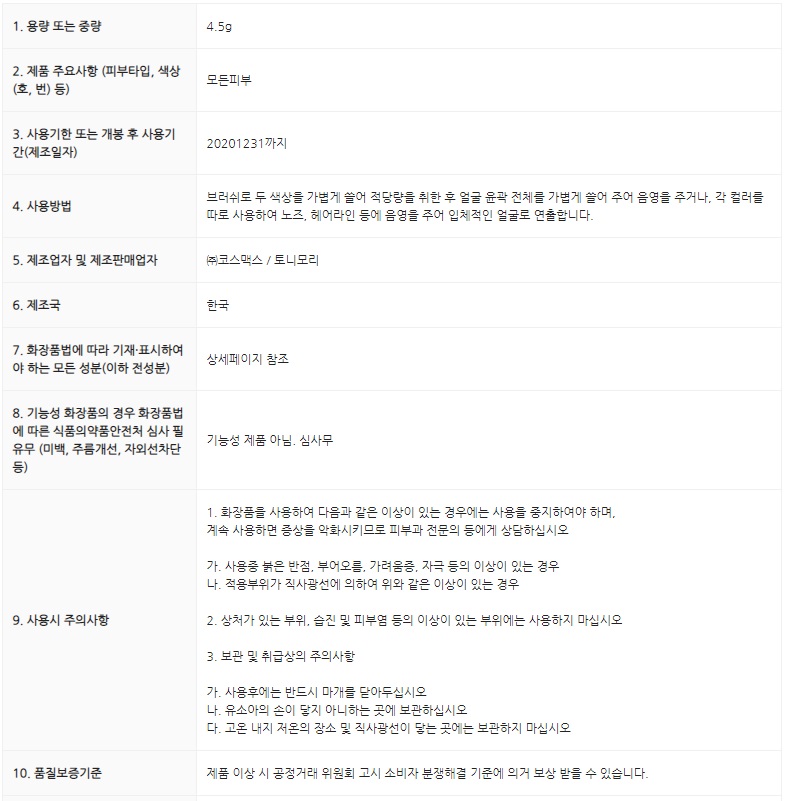 1. 용량 또는 중량
4.5g
2. 제품 주요사항 (피부타입, 색상
(호, 번) 등)
모든피부
3. 사용기한 또는 개봉 후 사용기
간(제조일자)
20201231까지
4. 사용방법
브러쉬로 두 색상을 가볍게 쓸어 적당량을 취한 후 얼굴 윤곽 전체를 가볍게 쓸어 주어 음영을 주거나, 각 컬러를
따로 사용하여 노즈, 헤어라인 등에 음영을 주어 입체적인 얼굴로 연출합니다.
5. 제조업자 및 제조판매업자
㈜코스맥스 / 토니모리
6. 제조국
한국
7. 화장품법에 따라 기재·표시하여
야 하는 모든 성분(이하 전성분)
상세페이지 참조
8. 기능성 화장품의 경우 화장품법
에 따른 식품의약품안전처 심사 필
유무 (미백, 주름개선, 자외선차단
등)
기능성 제품 아님. 심사무
9. 사용시 주의사항
1. 화장품을 사용하여 다음과 같은 이상이 있는 경우에는 사용을 중지하여야 하며,
계속 사용하면 증상을 악화시키므로 피부과 전문의 등에게 상담하십시오
가. 사용중 붉은 반점, 부어오름, 가려움증, 자극 등의 이상이 있는 경우
나. 적용부위가 직사광선에 의하여 위와 같은 이상이 있는 경우
2. 상처가 있는 부위, 습진 및 피부염 등의 이상이 있는 부위에는 사용하지 마십시오
3. 보관 및 취급상의 주의사항
가. 사용후에는 반드시 마개를 닫아두십시오
나. 유소아의 손이 닿지 아니하는 곳에 보관하십시오
다. 고온 내지 저온의 장소 및 직사광선이 닿는 곳에는 보관하지 마십시오
10. 품질보증기준
제품 이상 시 공정거래 위원회 고시 소비자 분쟁해결 기준에 의거 보상 받을 수 있습니다.